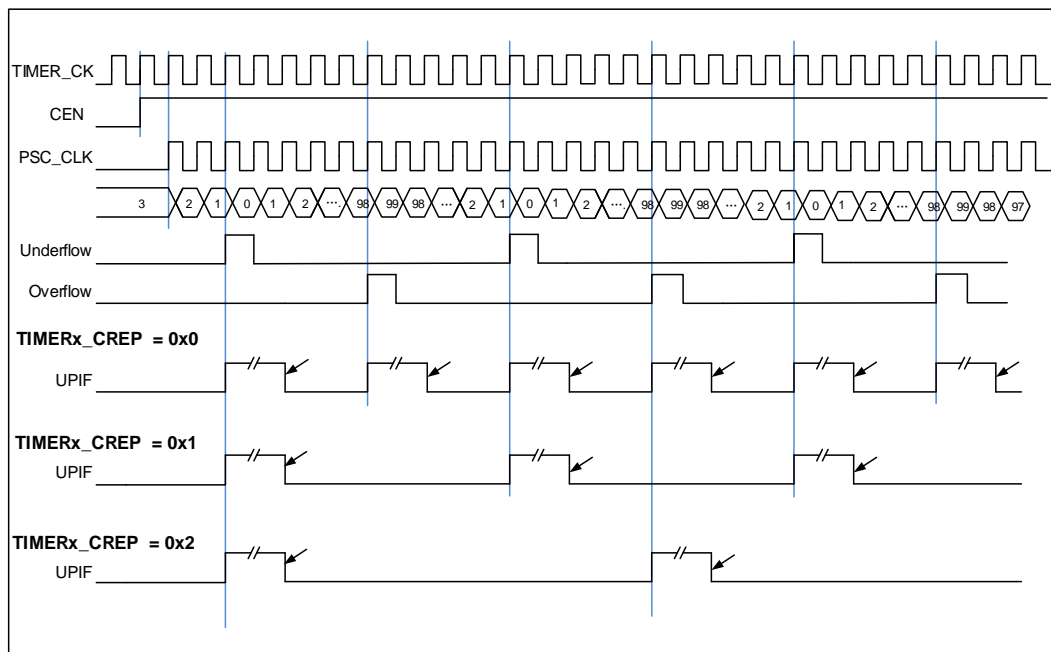 TIMER_CK
CEN
PSC_CLK
3 2 1 0 1 2 .... 98 99 98 ... 2 1 0 1 2 .... 98 99 98 ... 2 1 0 1 2 ... 98 99 98 97
Underflow
Overflow
TIMERx_CREP = 0x0
UPIF
TIMERx_CREP = 0x1
UPIF
TIMERx_CREP = 0x2
UPIF